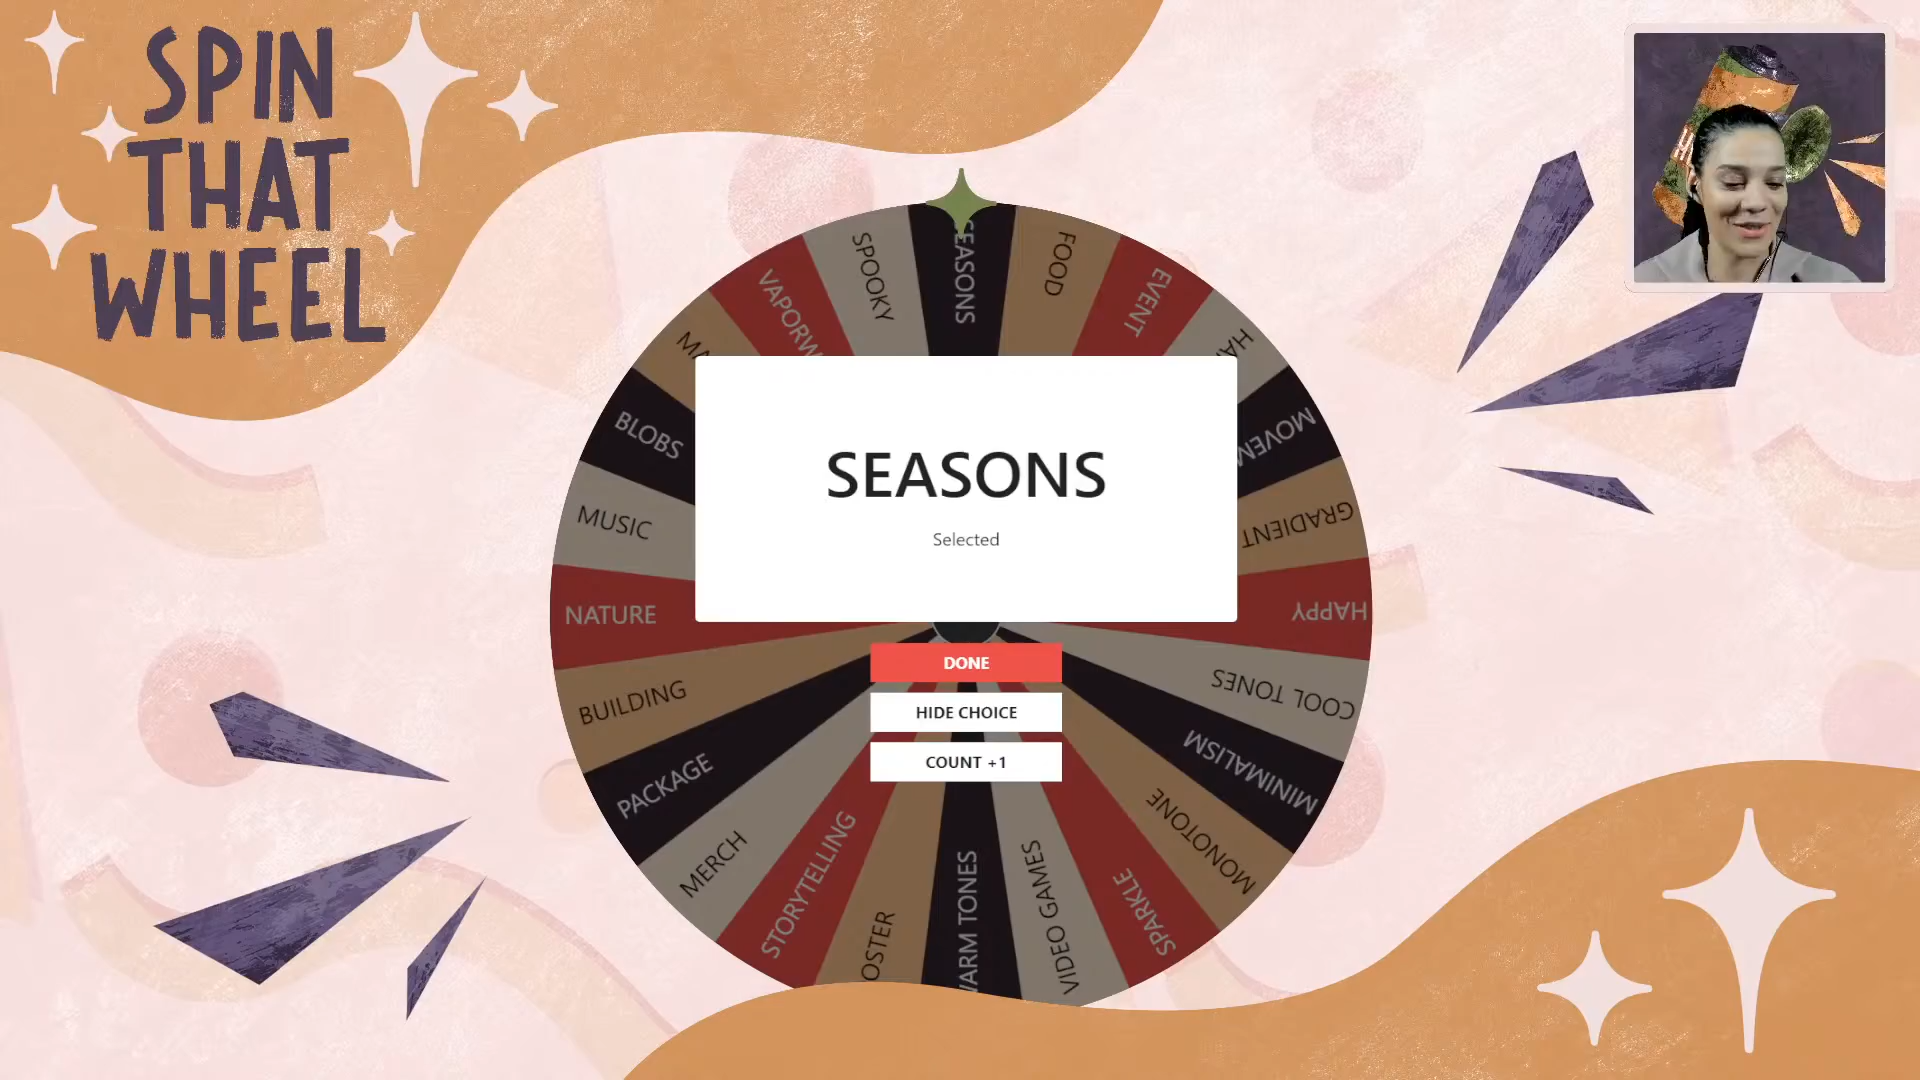 SPIN
THAT
WHEEL
SPOOKY
SEASONS
FOOD
EVENT
BLOBS
MUSIC
NATURE
BUILDING
PACKAGE
MERCH
STORYTELLING
VIDEO GAMES
SPARKLE
MONOTONE
MINIMALISM
COOL TONES
HAPPY
GRADIENT
SEASONS
Selected
DONE
HIDE CHOICE
COUNT +1